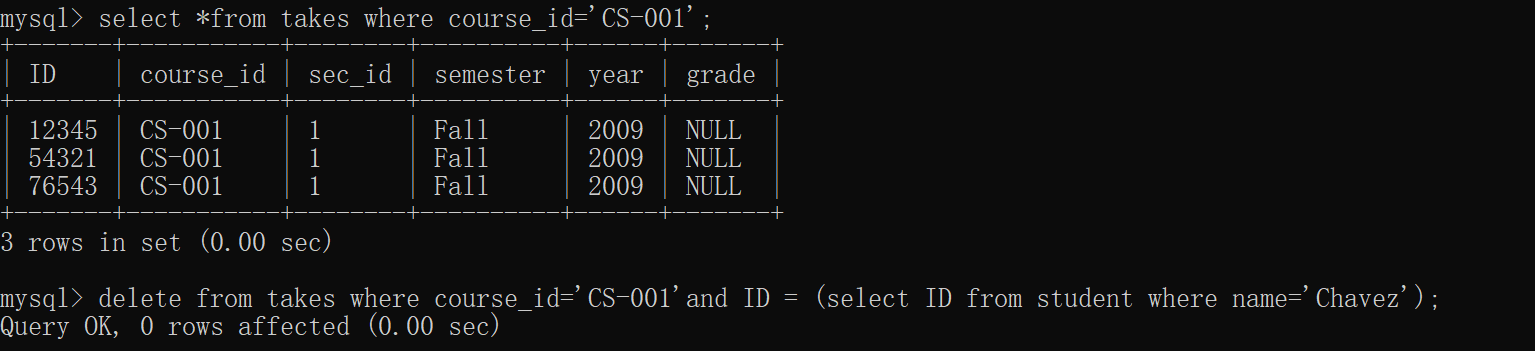 mysql> select *from takes where course_id='CS-001';
+-------+-----------+--------+----------+------+-------+
| ID    | course_id | sec_id | semester | year | grade |
+-------+-----------+--------+----------+------+-------+
| 12345 | CS-001    | 1      | Fall     | 2009 | NULL  |
| 54321 | CS-001    | 1      | Fall     | 2009 | NULL  |
| 76543 | CS-001    | 1      | Fall     | 2009 | NULL  |
+-------+-----------+--------+----------+------+-------+
3 rows in set (0.00 sec)
mysql> delete from takes where course_id='CS-001'and ID = (select ID from student where name='Chavez');
Query OK, 0 rows affected (0.00 sec)